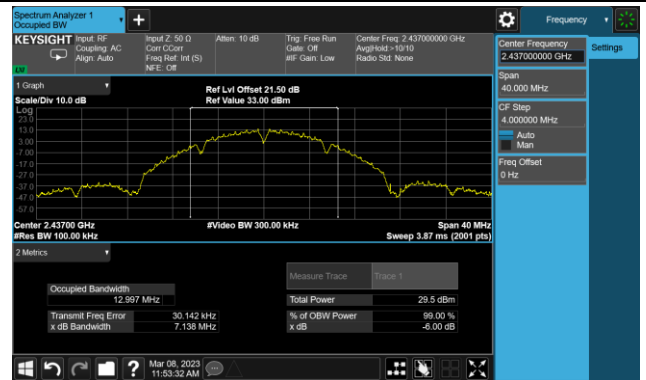 Spectrum Analyzer 1
Occupied BW
Frequency
KEYSIGHT
Input: RF
Coupling: AC
Align: Auto
Input Z: 50 Ω
Corr CCorr
Freq Ref: Int (S)
NFE: Off
Atten: 10 dB
Trig: Free Run
Gate: Off
#IF Gain: Low
Center Freq: 2.437000000 GHz
Avg|Hold:>10/10
Radio Std: None
Center Frequency
2.437000000 GHz
Settings
Span
40.000 MHz
CF Step
4.000000 MHz
Auto
Man
Freq Offset
0 Hz
1 Graph
Scale/Div 10.0 dB
Ref Lvl Offset 21.50 dB
Ref Value 33.00 dBm
Log
23.0
13.0
3.00
-7.00
-17.0
-27.0
-37.0
-47.0
-57.0
Center 2.43700 GHz
#Res BW 100.00 kHz
#Video BW 300.00 kHz
Span 40 MHz
Sweep 3.87 ms (2001 pts)
2 Metrics
Measure Trace
Trace 1
Occupied Bandwidth
12.997 MHz
Total Power
29.5 dBm
Transmit Freq Error
30.142 kHz
% of OBW Power
99.00 %
x dB Bandwidth
7.138 MHz
x dB
-6.00 dB
?
Mar 08, 2023
11:53:32 AM